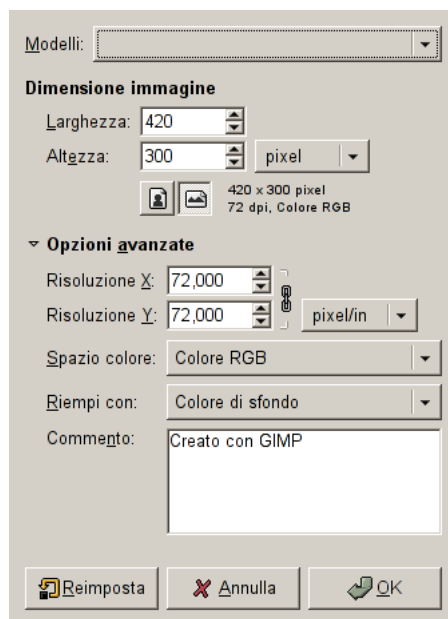 Modelli:
Dimensione immagine
Larghezza: 420
Altezza: 300 pixel
420 x 300 pixel
72 dpi, Colore RGB
Opzioni avanzate
Risoluzione X: 72,000
Risoluzione Y: 72,000 pixel/in
Spazio colore: Colore RGB
Riempi con: Colore di sfondo
Commento: Creato con GIMP
Reimposta Annulla OK